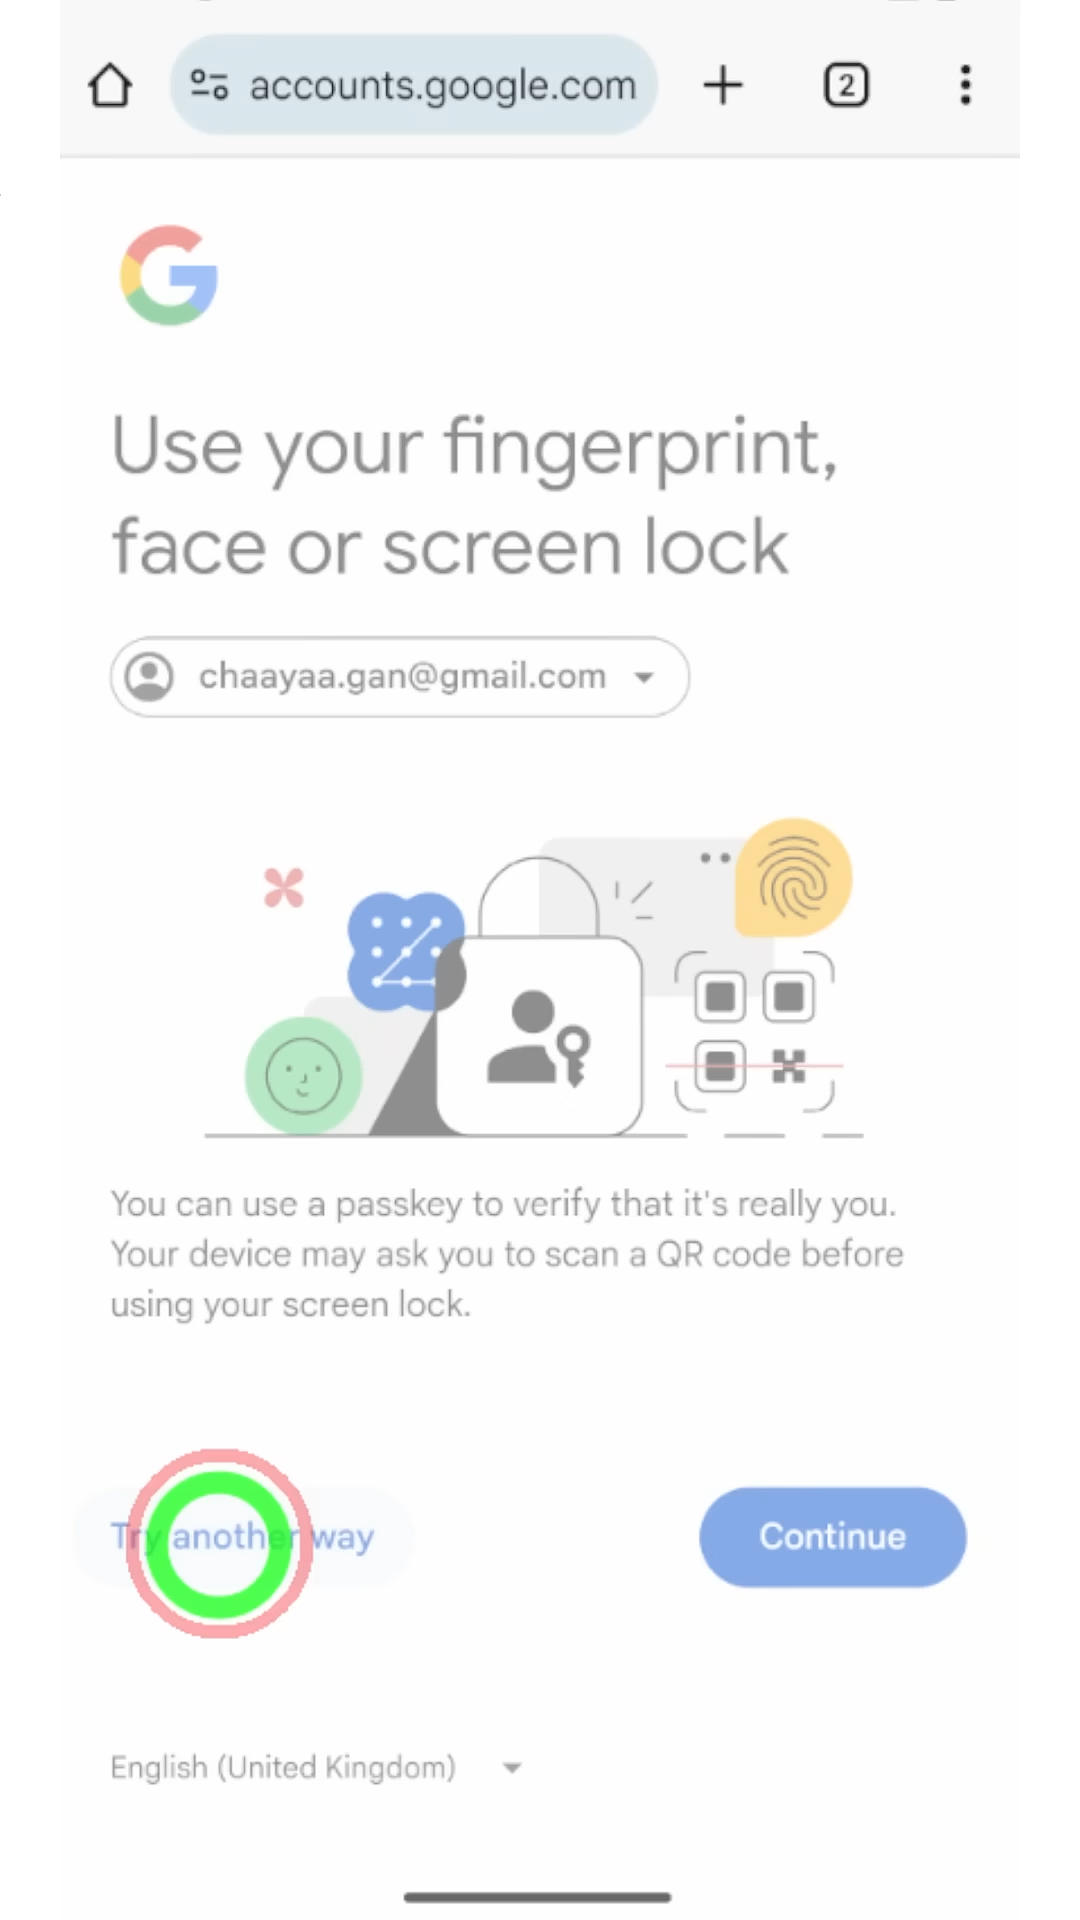 accounts.google.com
2
Use your fingerprint,
face or screen lock
chaayaa.gan@gmail.com
You can use a passkey to verify that it's really you.
Your device may ask you to scan a QR code before
using your screen lock.
Try another way
Continue
English (United Kingdom)